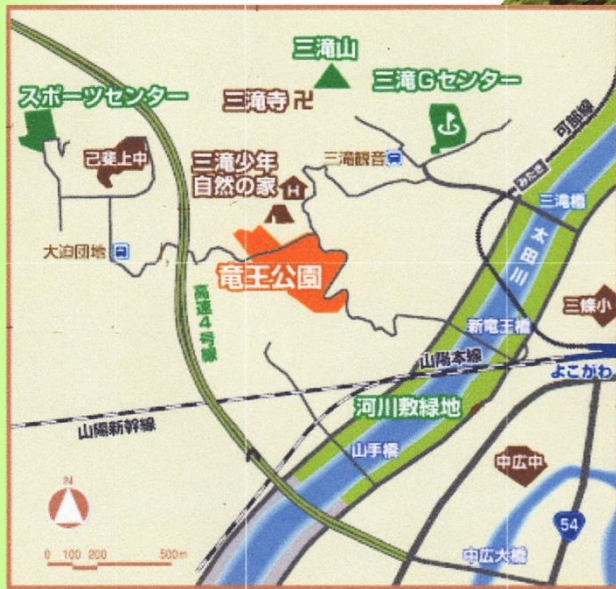 三滝山
三滝Gセンター
スポーツセンター
三滝寺卍
可部線
己斐上中
三滝少年
自然の家
三滝観音
みたき
三滝橋
太田川
大迫団地
竜王公園
高速4号線
新竜王橋
三篠小
山陽本線
よこがわ
山陽新幹線
河川敷緑地
山手橋
中広中
54
中広大橋
N
0 100 200 500m
H